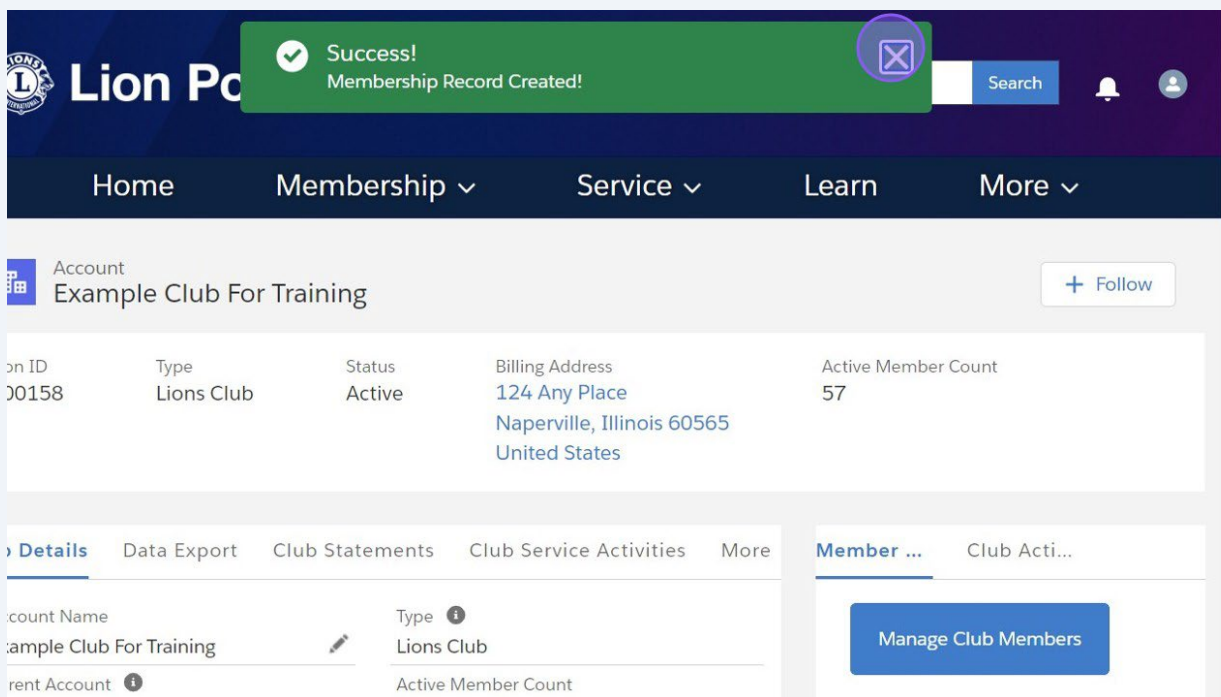 Success!
Membership Record Created!
LIONS
L
INTERNATIONAL
Lion Po
Search
Home Membership Service Learn More
Account
Example Club For Training
+ Follow
on ID Type Status Billing Address Active Member Count
00158 Lions Club Active 124 Any Place 57
Naperville, Illinois 60565
United States
Details Data Export Club Statements Club Service Activities More Member ... Club Acti...
count Name Type
ample Club For Training Lions Club
Manage Club Members
rent Account Active Member Count